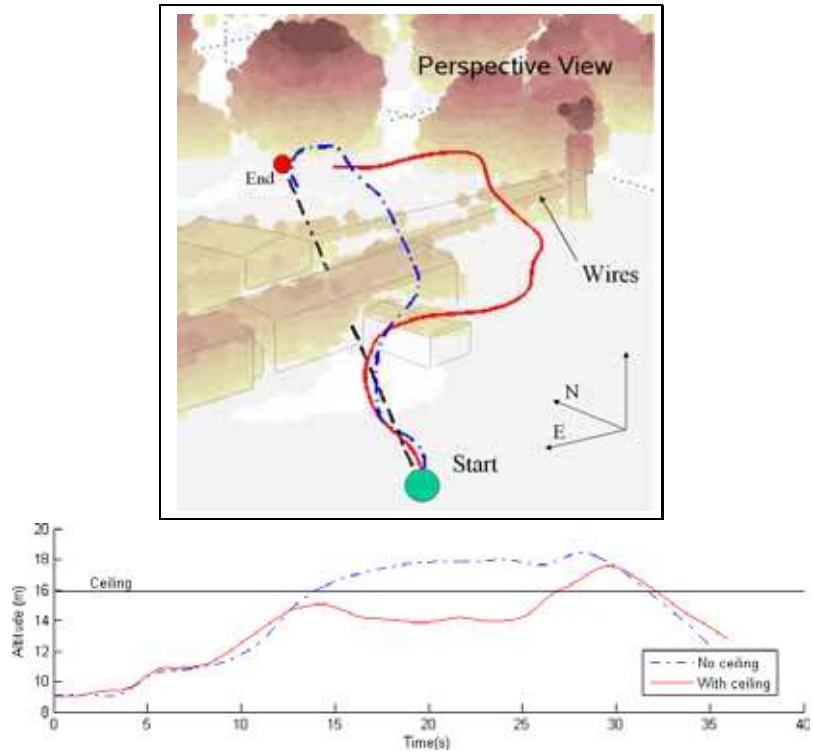 Perspective View
End
Wires
N
E
Start
20
18
16
14
12
10
8
Altitude (m)
Ceiling
No ceiling
With ceiling
0 5 10 15 20 25 30 35 40
Time(s)